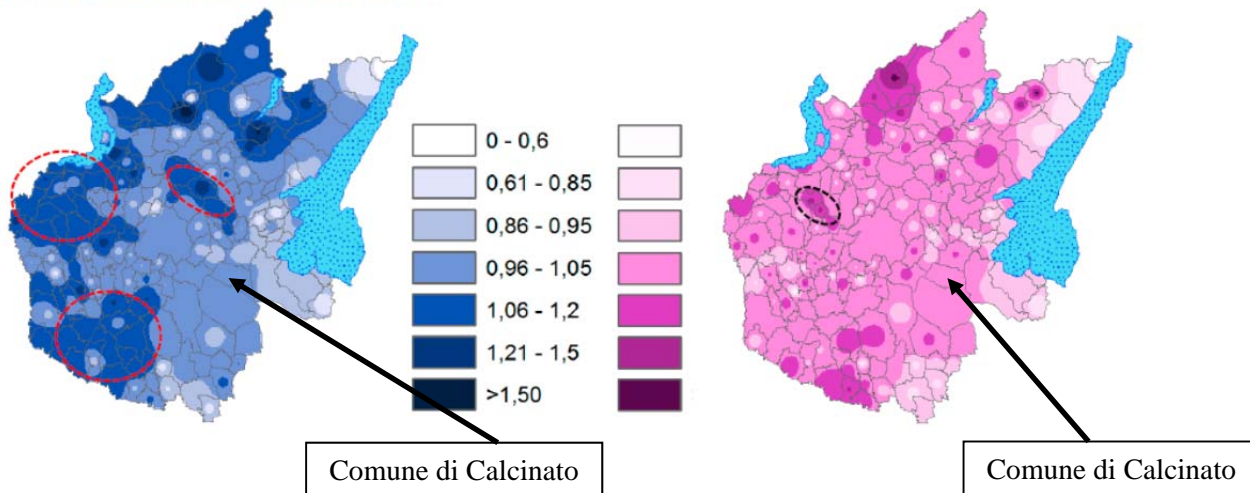 0 - 0,6
0,61 - 0,85
0,86 - 0,95
0,96 - 1,05
1,06 - 1,2
1,21 - 1,5
>1,50
Comune di Calcinato
Comune di Calcinato